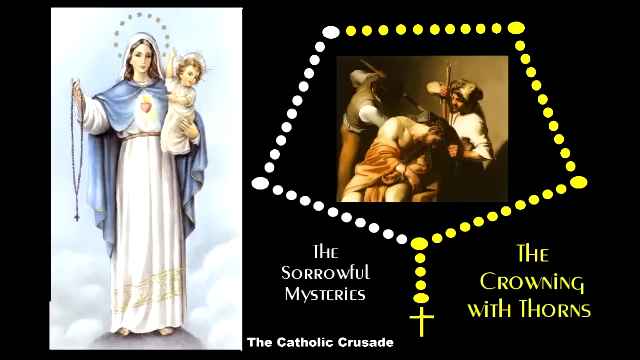 The
Sorrowful
Mysteries
The
Crowning
with Thorns
The Catholic Crusade